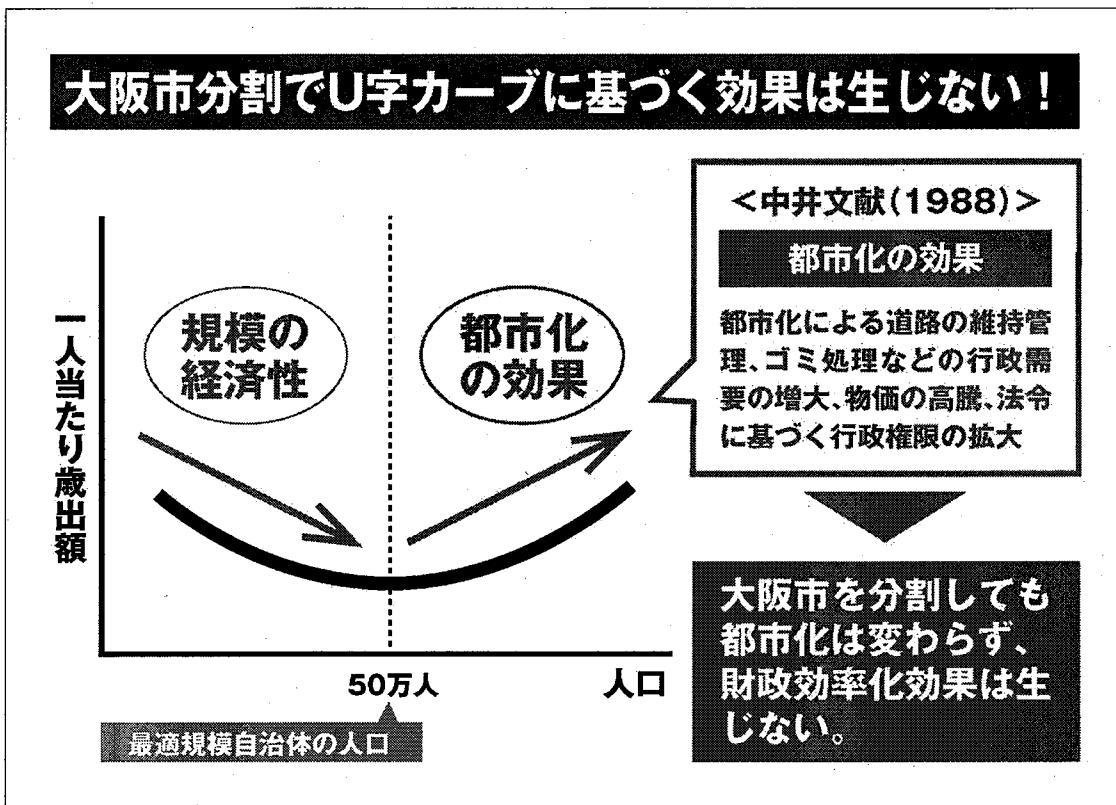 大阪市分割でU字カーブに基づく効果は生じない！
一人当たり歳出額
規模の
経済性
都市化
の効果
50万人
人口
最適規模自治体の人口
＜中井文献（1988）＞
都市化の効果
都市化による道路の維持管
理、ゴミ処理などの行政需
要の増大、物価の高騰、法令
に基づく行政権限の拡大
大阪市を分割しても
都市化は変わらず、
財政効率化効果は生
じない。